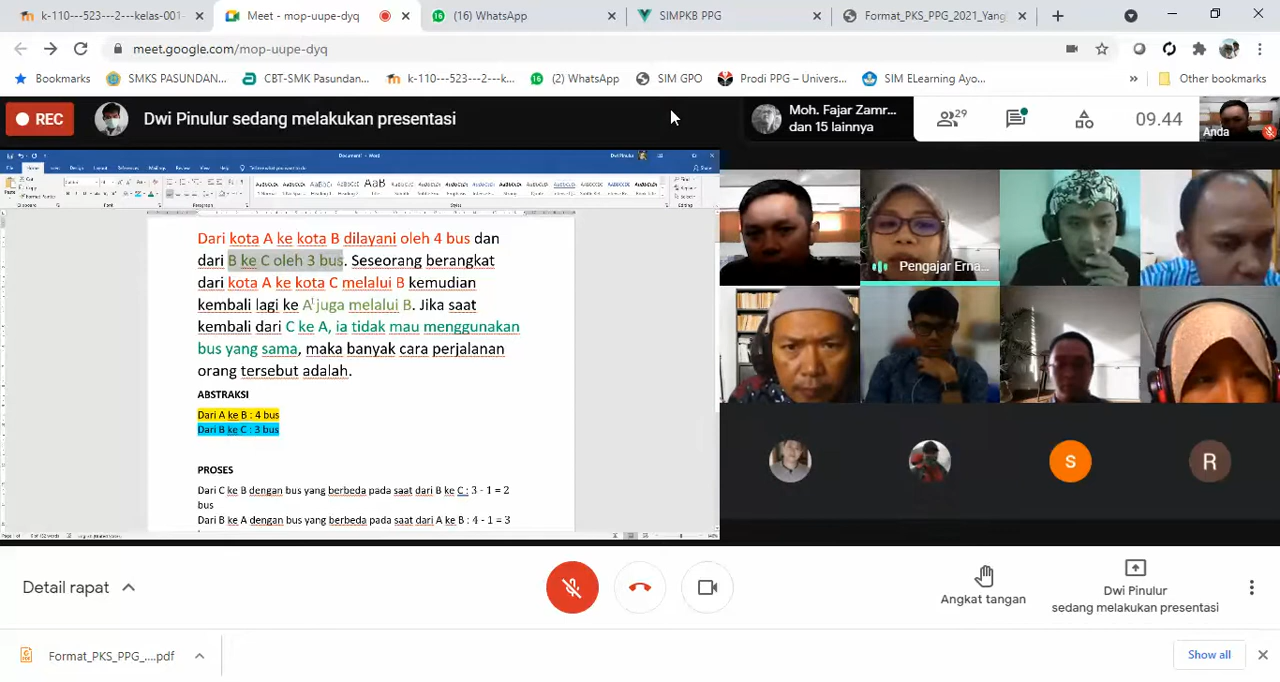 k-110---523---2---kelas-001-
Meet - mop-uupe-dyq
(16) WhatsApp
SIMPKB PPG
Format_PKS_PPG_2021_Yang
meet.google.com/mop-uupe-dyq
Bookmarks
SMKS PASUNDAN...
CBT-SMK Pasundan...
k-110---523---2---k...
(2) WhatsApp
SIM GPO
Prodi PPG – Univers...
SIM ELearning Ayo...
»
Other bookmarks
REC
Dwi Pinulur sedang melakukan presentasi
Moh. Fajar Zamr...
dan 15 lainnya
29
09.44
Anda
Document1 - Word
Dari kota A ke kota B dilayani oleh 4 bus dan
dari B ke C oleh 3 bus. Seseorang berangkat
dari kota A ke kota C melalui B kemudian
kembali lagi ke A juga melalui B. Jika saat
kembali dari C ke A, ia tidak mau menggunakan
bus yang sama, maka banyak cara perjalanan
orang tersebut adalah.
ABSTRAKSI
Dari A ke B : 4 bus
Dari B ke C : 3 bus
PROSES
Dari C ke B dengan bus yang berbeda pada saat dari B ke C : 3 - 1 = 2
bus
Dari B ke A dengan bus yang berbeda pada saat dari A ke B : 4 - 1 = 3
Pengajar Erna...
S
R
Detail rapat
Angkat tangan
Dwi Pinulur
sedang melakukan presentasi
Format_PKS_PPG_....pdf
Show all